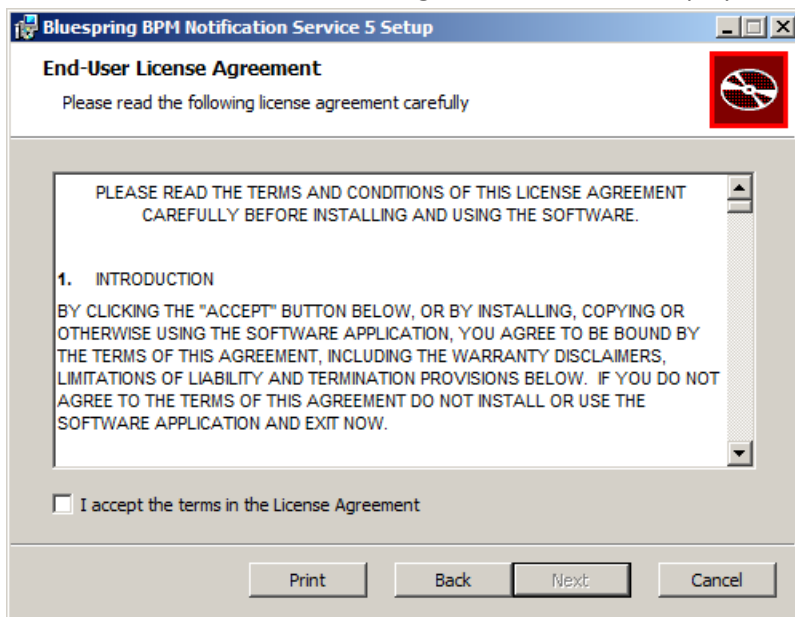 Bluespring BPM Notification Service 5 Setup
End-User License Agreement
Please read the following license agreement carefully
PLEASE READ THE TERMS AND CONDITIONS OF THIS LICENSE AGREEMENT
CAREFULLY BEFORE INSTALLING AND USING THE SOFTWARE.
1. INTRODUCTION
BY CLICKING THE "ACCEPT" BUTTON BELOW, OR BY INSTALLING, COPYING OR
OTHERWISE USING THE SOFTWARE APPLICATION, YOU AGREE TO BE BOUND BY
THE TERMS OF THIS AGREEMENT, INCLUDING THE WARRANTY DISCLAIMERS,
LIMITATIONS OF LIABILITY AND TERMINATION PROVISIONS BELOW. IF YOU DO NOT
AGREE TO THE TERMS OF THIS AGREEMENT DO NOT INSTALL OR USE THE
SOFTWARE APPLICATION AND EXIT NOW.
I accept the terms in the License Agreement
Print Back Next Cancel